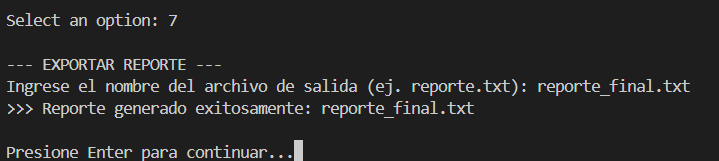 Select an option: 7
--- EXPORTAR REPORTE ---
Ingrese el nombre del archivo de salida (ej. reporte.txt): reporte_final.txt
>>> Reporte generado exitosamente: reporte_final.txt
Presione Enter para continuar...